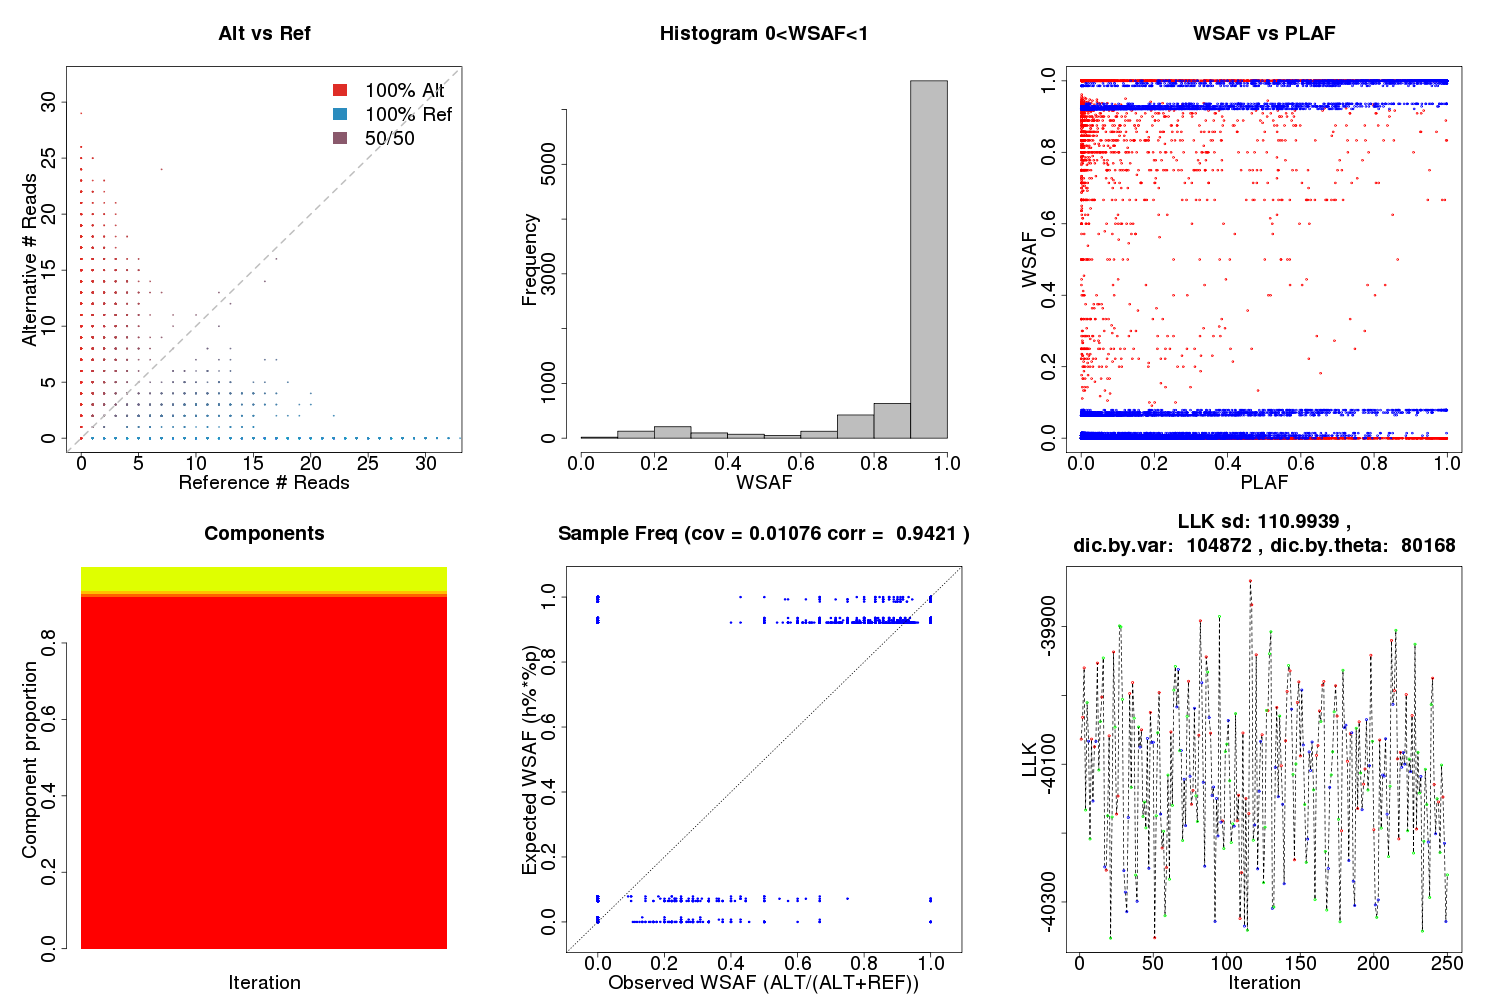 Alt vs Ref
100% Alt
100% Ref
50/50
Alternative # Reads
0 5 10 15 20 25 30
0 5 10 15 20 25 30
Reference # Reads
Histogram 0<WSAF<1
Frequency
0 1000 3000 5000
0.0 0.2 0.4 0.6 0.8 1.0
WSAF
WSAF vs PLAF
WSAF
0.0 0.2 0.4 0.6 0.8 1.0
0.0 0.2 0.4 0.6 0.8 1.0
PLAF
Components
Component proportion
0.0 0.2 0.4 0.6 0.8
Iteration
Sample Freq (cov = 0.01076 corr = 0.9421 )
Expected WSAF (h%*%p)
0.0 0.2 0.4 0.6 0.8 1.0
0.0 0.2 0.4 0.6 0.8 1.0
Observed WSAF (ALT/(ALT+REF))
LLK sd: 110.9939 ,
dic.by.var: 104872 , dic.by.theta: 80168
LLK
-40300 -40100 -39900
0 50 100 150 200 250
Iteration